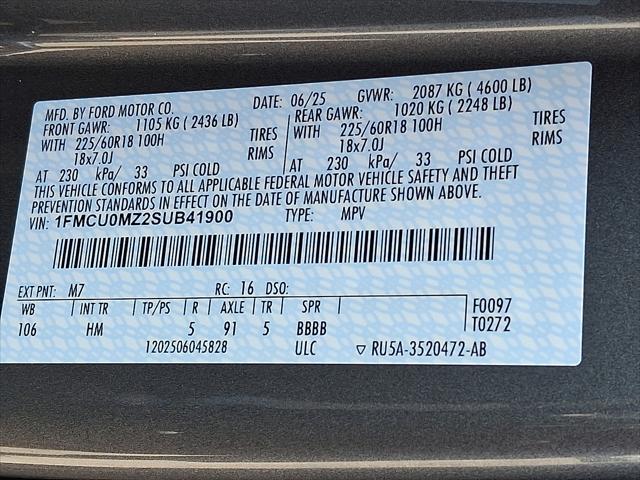 MFD. BY FORD MOTOR CO. DATE: 06/25 GVWR: 2087 KG ( 4600 LB)
FRONT GAWR: 1105 KG ( 2436 LB) REAR GAWR: 1020 KG ( 2248 LB)
WITH 225/60R18 100H TIRES WITH 225/60R18 100H TIRES
18x7.0J RIMS 18x7.0J RIMS
AT 230 kPa/ 33 PSI COLD AT 230 kPa/ 33 PSI COLD
THIS VEHICLE CONFORMS TO ALL APPLICABLE FEDERAL MOTOR VEHICLE SAFETY AND THEFT
PREVENTION STANDARDS IN EFFECT ON THE DATE OF MANUFACTURE SHOWN ABOVE.
VIN: 1FMCU0MZ2SUB41900 TYPE: MPV
EXT PNT: M7 RC: 16 DSO:
WB INT TR TP/PS R AXLE TR SPR F0097
106 HM 5 91 5 BBBB T0272
1202506045828 ULC ▽ RU5A-3520472-AB